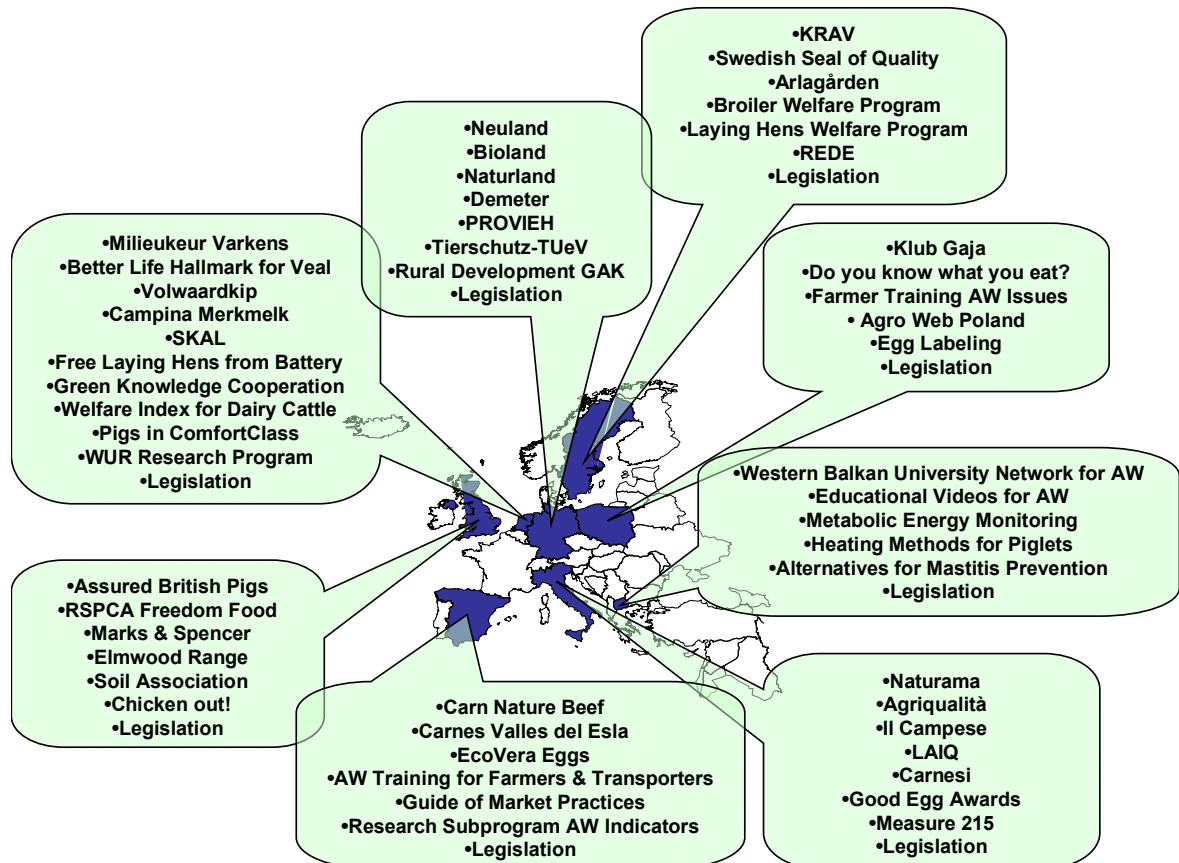 •KRAV
•Swedish Seal of Quality
•Arlagården
•Broiler Welfare Program
•Laying Hens Welfare Program
•REDE
•Legislation
•Neuland
•Bioland
•Naturland
•Demeter
•PROVIEH
•Tierschutz-TUeV
•Rural Development GAK
•Legislation
•Milieukeur Varkens
•Better Life Hallmark for Veal
•Volwaardkip
•Campina Merkmelk
•SKAL
•Free Laying Hens from Battery
•Green Knowledge Cooperation
•Welfare Index for Dairy Cattle
•Pigs in ComfortClass
•WUR Research Program
•Legislation
•Klub Gaja
•Do you know what you eat?
•Farmer Training AW Issues
• Agro Web Poland
•Egg Labeling
•Legislation
•Western Balkan University Network for AW
•Educational Videos for AW
•Metabolic Energy Monitoring
•Heating Methods for Piglets
•Alternatives for Mastitis Prevention
•Legislation
•Assured British Pigs
•RSPCA Freedom Food
•Marks & Spencer
•Elmwood Range
•Soil Association
•Chicken out!
•Legislation
•Carn Nature Beef
•Carnes Valles del Esla
•EcoVera Eggs
•AW Training for Farmers & Transporters
•Guide of Market Practices
•Research Subprogram AW Indicators
•Legislation
•Naturama
•Agriqualità
•Il Campese
•LAIQ
•Carnesi
•Good Egg Awards
•Measure 215
•Legislation